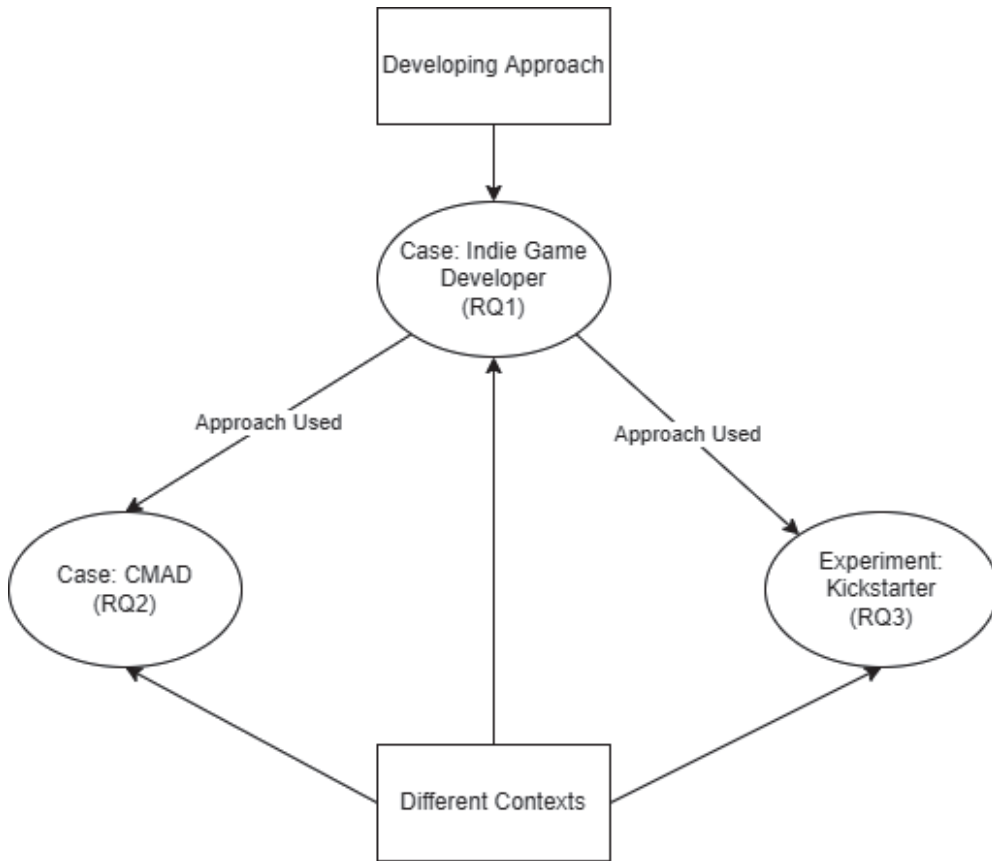 Developing Approach
Case: Indie Game
Developer
(RQ1)
Approach Used
Approach Used
Case: CMAD
(RQ2)
Experiment:
Kickstarter
(RQ3)
Different Contexts